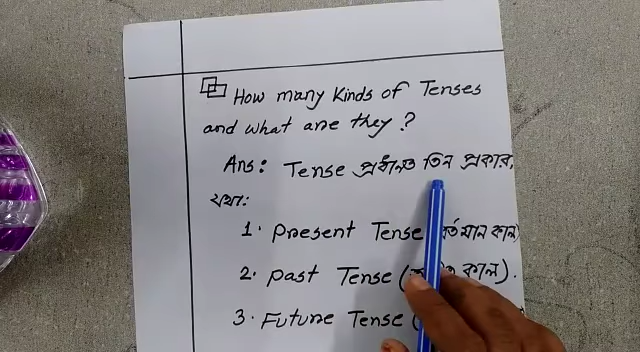 How many Kinds of Tenses
and what are they?
Ans: Tense প্রধানত তিন প্রকার,
যথা:
1. Present Tense কাল)
2. Past Tense ( কাল).
3. Future Tense (